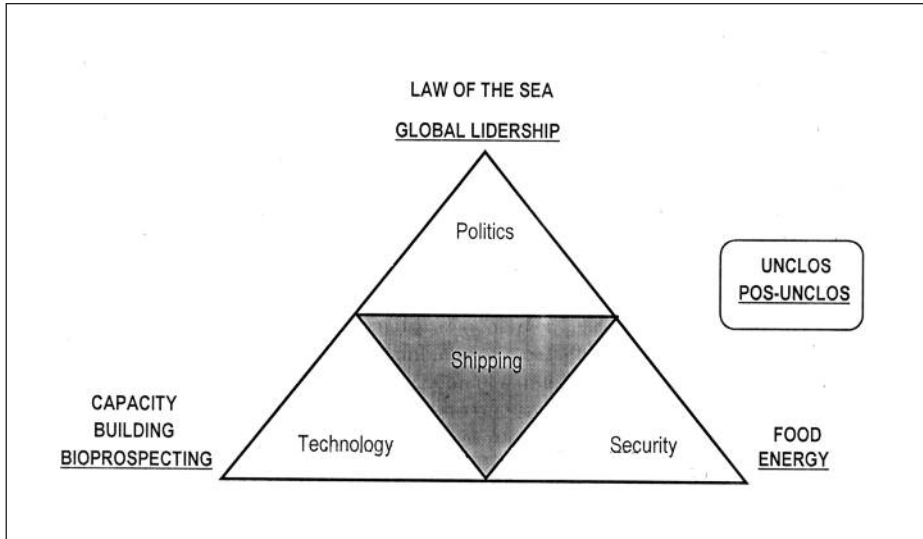 LAW OF THE SEA
GLOBAL LIDERSHIP
Politics
UNCLOS
POS-UNCLOS
Shipping
CAPACITY
BUILDING
BIOPROSPECTING
Technology
Security
FOOD
ENERGY